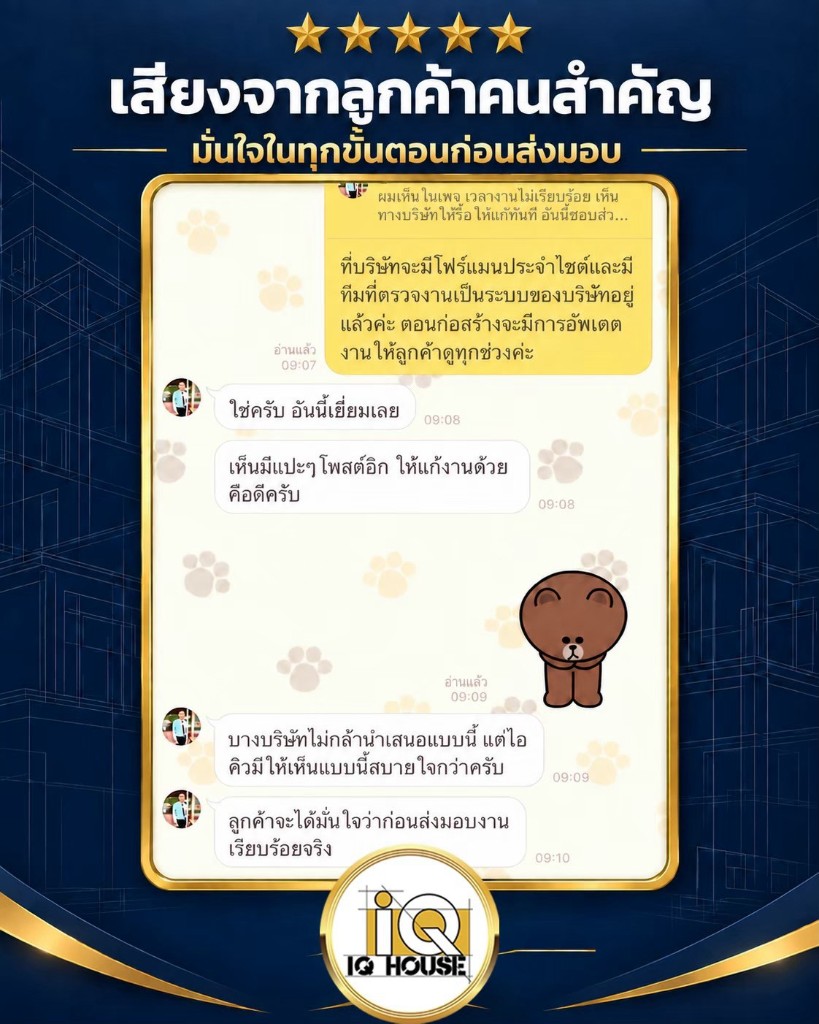 เสียงจากลูกค้าคนสำคัญ
มั่นใจในทุกขั้นตอนก่อนส่งมอบ
ผมเห็นในเพจ เวลางานไม่เรียบร้อย เห็น
ทางบริษัทให้รื้อ ให้แก้ทันที อันนี้ชอบส่ว...
ที่บริษัทจะมีโฟร์แมนประจำไซต์และมี
ทีมที่ตรวจงานเป็นระบบของบริษัทอยู่
แล้วค่ะ ตอนก่อสร้างจะมีการอัพเดต
งานให้ลูกค้าดูทุกช่วงค่ะ
อ่านแล้ว
09:07
ใช่ครับ อันนี้เยี่ยมเลย
09:08
เห็นมีแปะๆ โพสต์อิก ให้แก้งานด้วย
คือดีครับ
09:08
อ่านแล้ว
09:09
บางบริษัทไม่กล้านำเสนอแบบนี้ แต่ไอ
คิวมีให้เห็นแบบนี้สบายใจกว่าครับ
09:09
ลูกค้าจะได้มั่นใจว่าก่อนส่งมอบงาน
เรียบร้อยจริง
09:10
iQ
IQ HOUSE